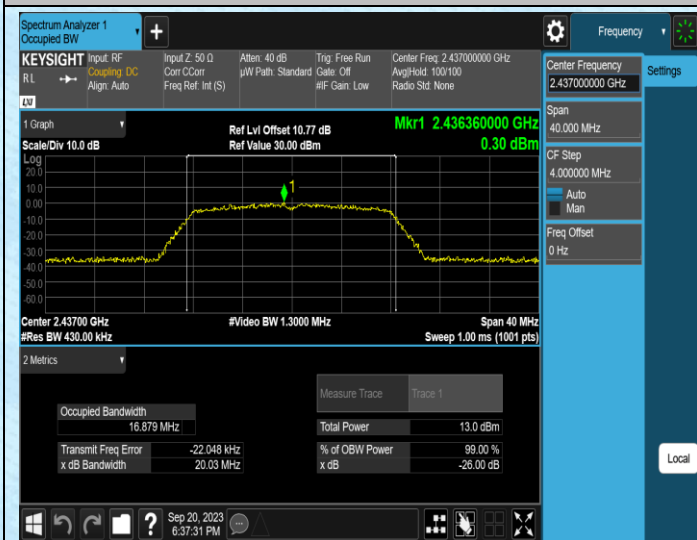 Spectrum Analyzer 1
Occupied BW
Frequency
KEYSIGHT
RL
LXI
Input: RF
Coupling: DC
Align: Auto
Input Z: 50 Ω
Corr CCorr
Freq Ref: Int (S)
Atten: 40 dB
µW Path: Standard
Trig: Free Run
Gate: Off
#IF Gain: Low
Center Freq: 2.437000000 GHz
Avg|Hold: 100/100
Radio Std: None
Center Frequency
2.437000000 GHz
Settings
Span
40.000 MHz
CF Step
4.000000 MHz
Auto
Man
Freq Offset
0 Hz
1 Graph
Scale/Div 10.0 dB
Ref Lvl Offset 10.77 dB
Ref Value 30.00 dBm
Mkr1 2.436360000 GHz
0.30 dBm
Log
20.0
10.0
0.00
-10.0
-20.0
-30.0
-40.0
-50.0
-60.0
1
Center 2.43700 GHz
#Res BW 430.00 kHz
#Video BW 1.3000 MHz
Span 40 MHz
Sweep 1.00 ms (1001 pts)
2 Metrics
Measure Trace
Trace 1
Occupied Bandwidth
16.879 MHz
Total Power
13.0 dBm
Transmit Freq Error
-22.048 kHz
% of OBW Power
99.00 %
x dB Bandwidth
20.03 MHz
x dB
-26.00 dB
Local
?
Sep 20, 2023
6:37:31 PM